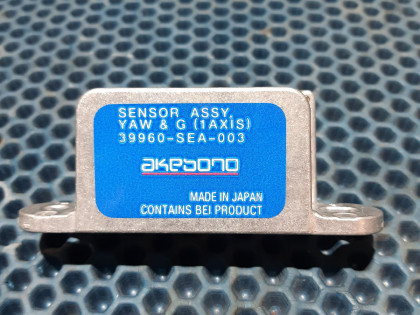 SENSOR ASSY,
YAW & G (1AXIS)
39960-SEA-003
akebono
MADE IN JAPAN
CONTAINS BEI PRODUCT